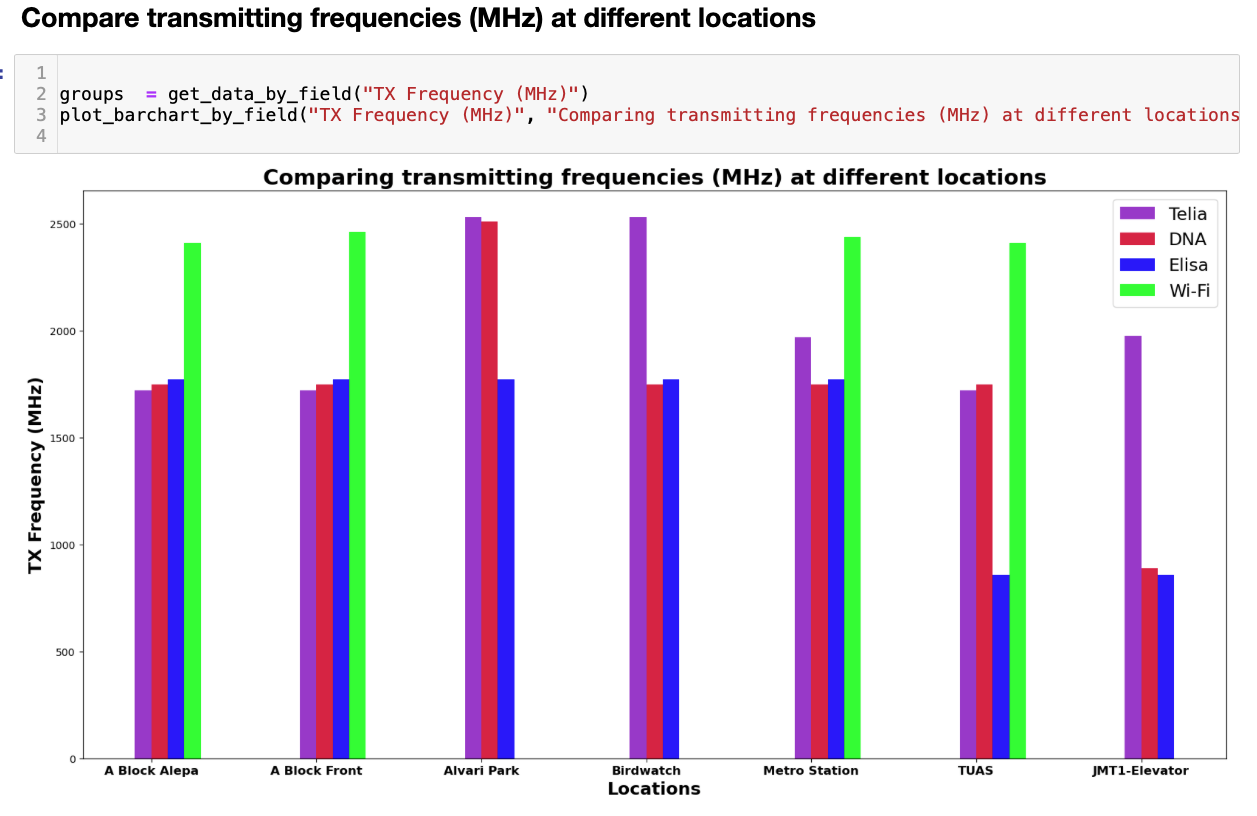 Compare transmitting frequencies (MHz) at different locations
:
1
2 groups  = get_data_by_field("TX Frequency (MHz)")
3 plot_barchart_by_field("TX Frequency (MHz)", "Comparing transmitting frequencies (MHz) at different locations
4
Comparing transmitting frequencies (MHz) at different locations
Telia
DNA
Elisa
Wi-Fi
TX Frequency (MHz)
2500
2000
1500
1000
500
0
A Block Alepa A Block Front Alvari Park Birdwatch Metro Station TUAS JMT1-Elevator
Locations